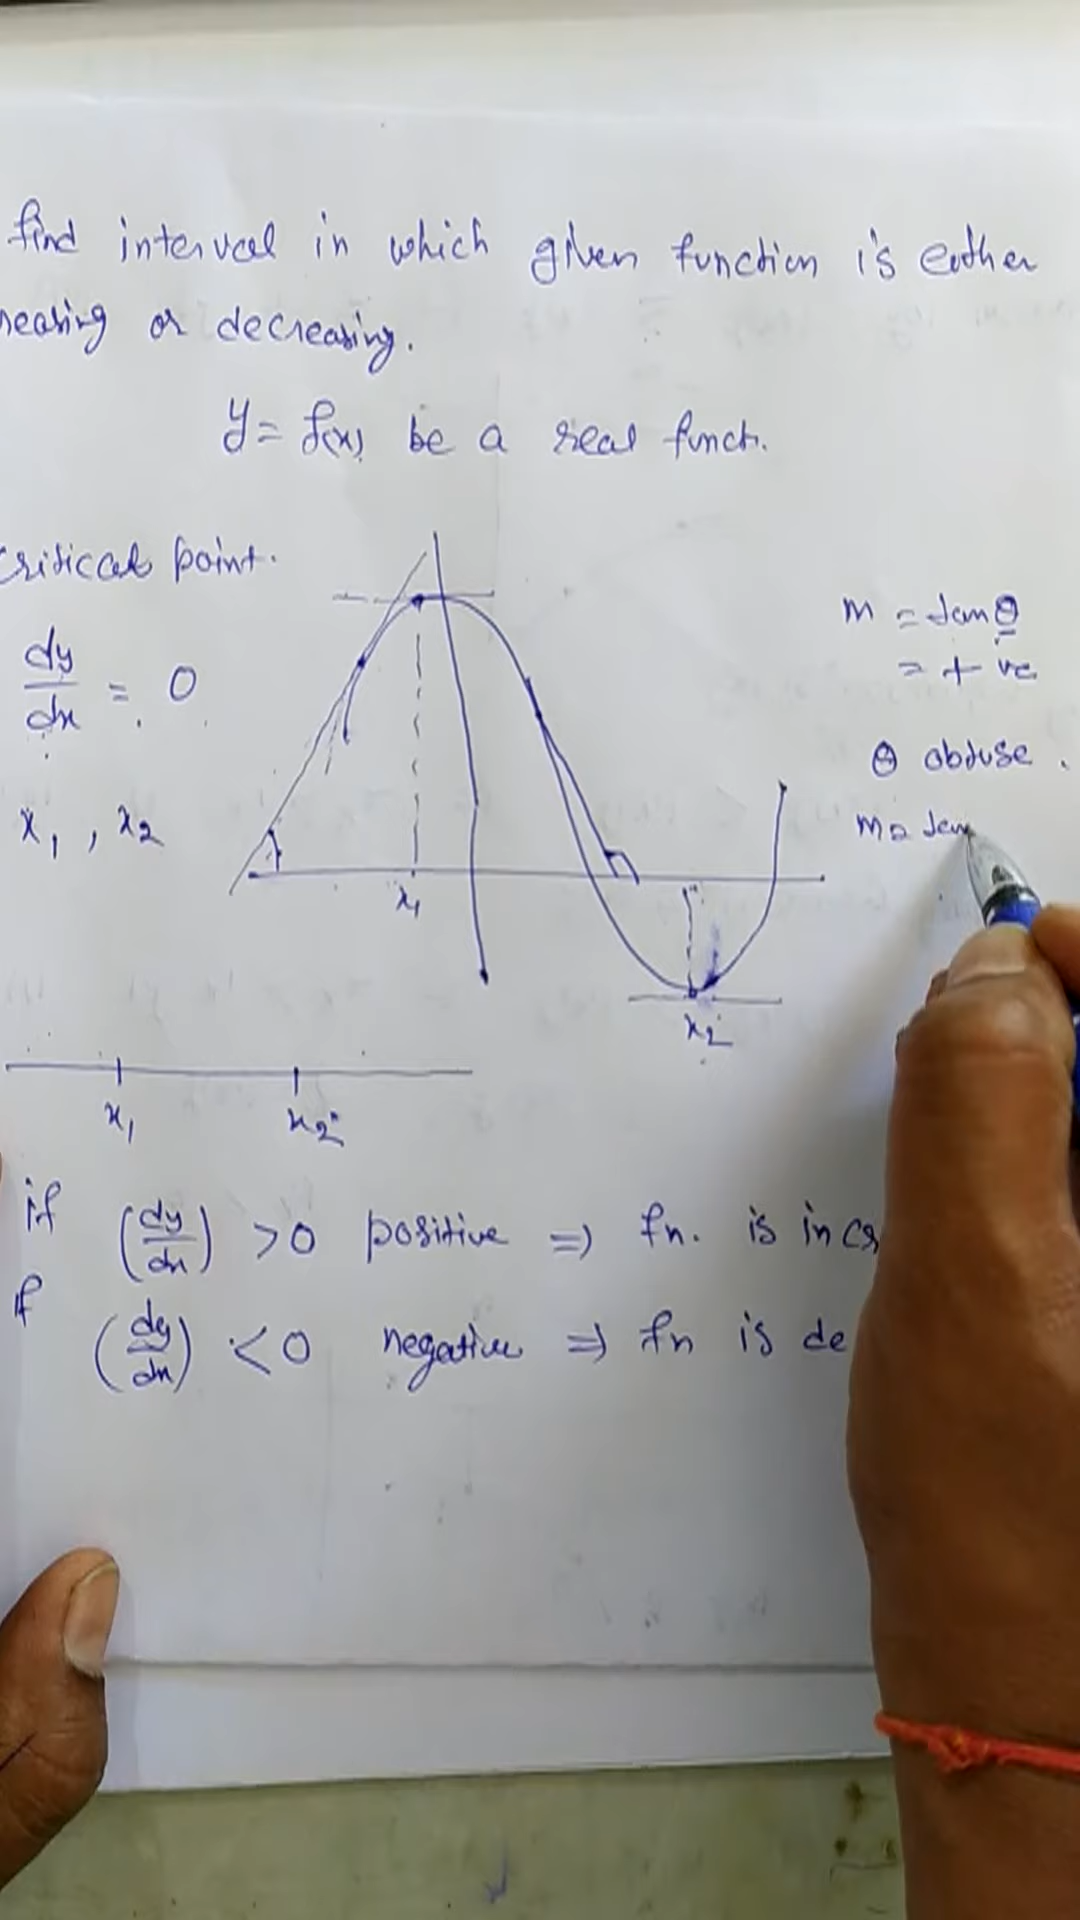 find interval in which given function is either
reasing or decreasing.
y = f(x) be a real funct.
critical point.
dy/dx = 0
x1, x2
m = tanθ
= + ve
θ obtuse.
m = tan
x1
x2
x1 x2
if (dy/dx) > 0 positive => fn. is incr
if (dy/dx) < 0 negative => fn is de